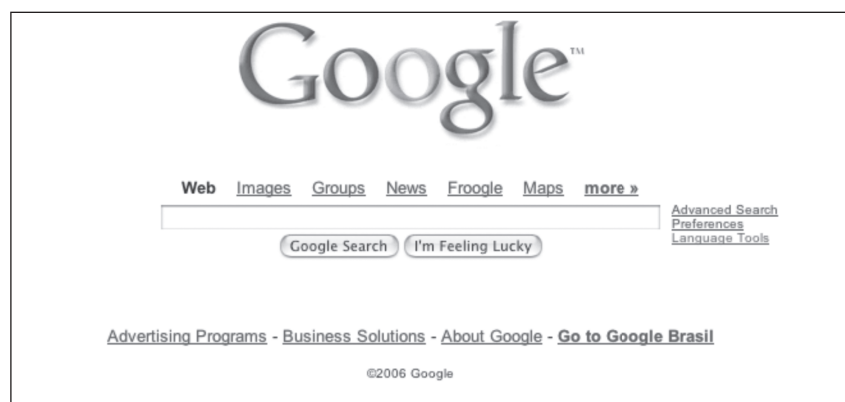 Google™
Web Images Groups News Froogle Maps more »
Advanced Search
Preferences
Language Tools
Google Search I'm Feeling Lucky
Advertising Programs - Business Solutions - About Google - Go to Google Brasil
©2006 Google